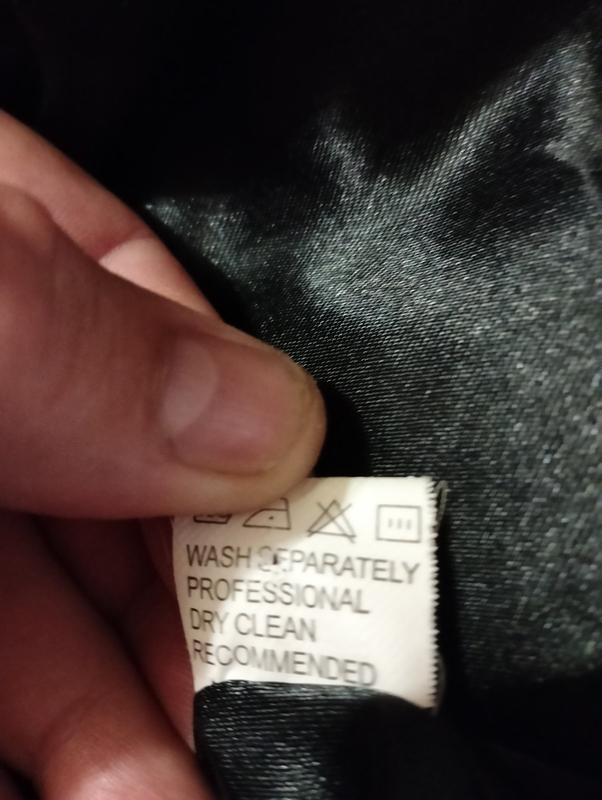 WASH SEPARATELY
PROFESSIONAL
DRY CLEAN
RECOMMENDED